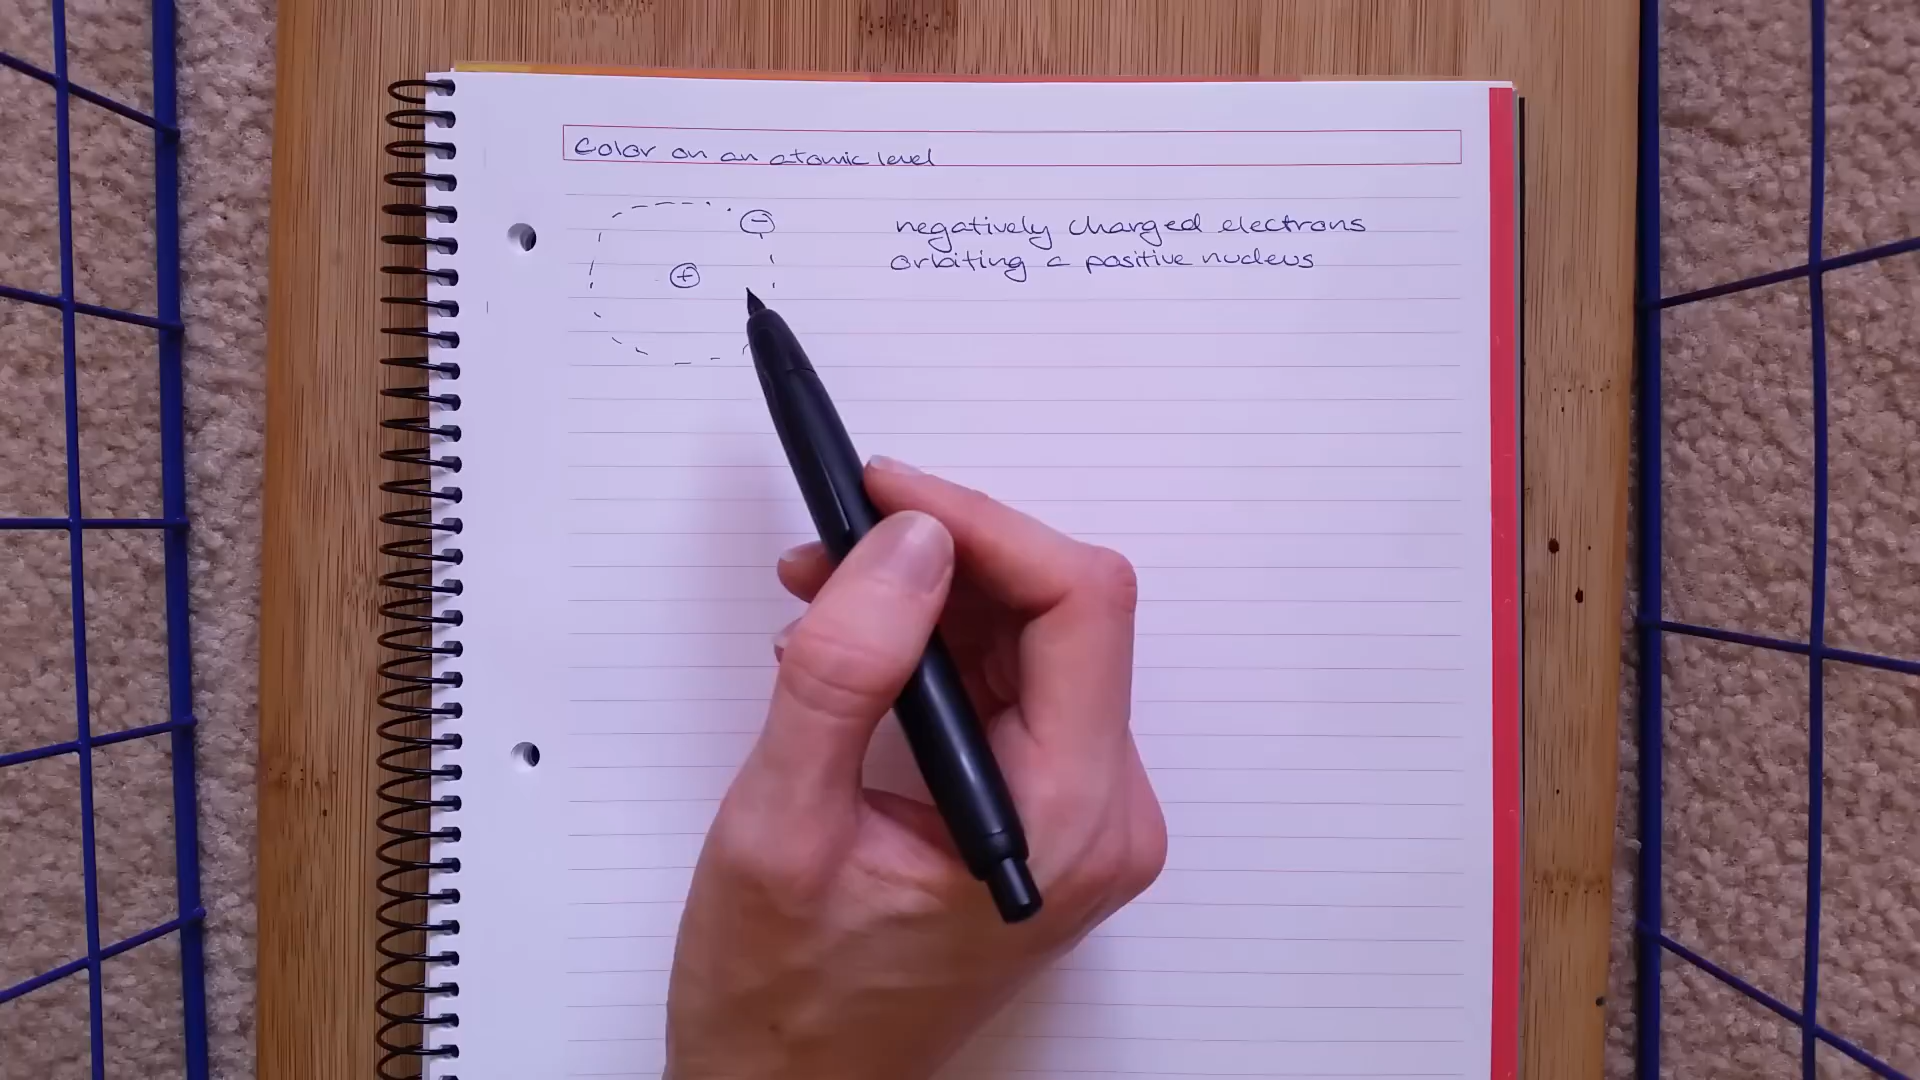 Color on an atomic level
−
+
negatively charged electrons
orbiting a positive nucleus